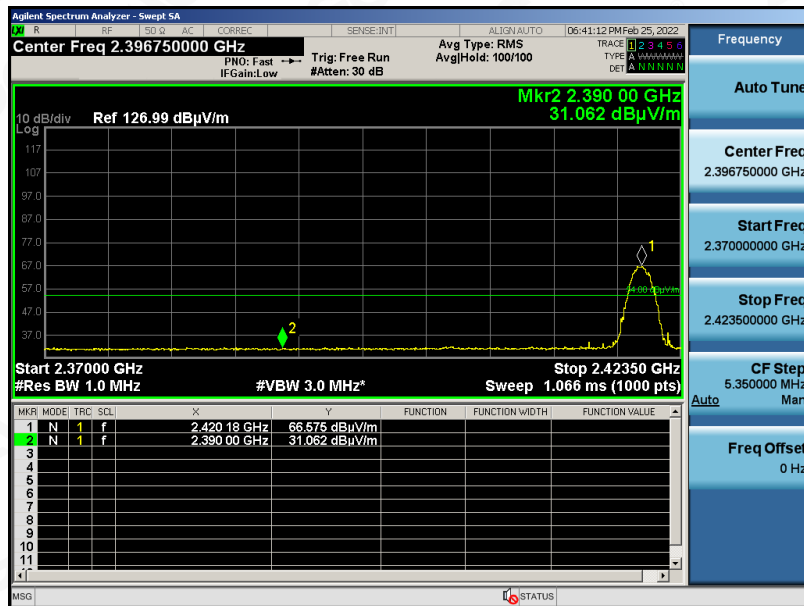 Agilent Spectrum Analyzer - Swept SA
LXI R RF 50 Ω AC CORREC SENSE:INT ALIGN AUTO 06:41:12 PM Feb 25, 2022
Center Freq 2.396750000 GHz
PNO: Fast
IFGain:Low
Trig: Free Run
#Atten: 30 dB
Avg Type: RMS
Avg|Hold: 100/100
TRACE 1 2 3 4 5 6
TYPE A
DET A N N N N N
Mkr2 2.390 00 GHz
31.062 dBµV/m
10 dB/div Ref 126.99 dBµV/m
Log
117
107
97.0
87.0
77.0
67.0
57.0
47.0
37.0
1
54.00 dBµV/m
2
Start 2.37000 GHz Stop 2.42350 GHz
#Res BW 1.0 MHz #VBW 3.0 MHz* Sweep 1.066 ms (1000 pts)
MKR MODE TRC SCL X Y FUNCTION FUNCTION WIDTH FUNCTION VALUE
1 N 1 f 2.420 18 GHz 66.575 dBµV/m
2 N 1 f 2.390 00 GHz 31.062 dBµV/m
3
4
5
6
7
8
9
10
11
MSG STATUS
Frequency
Auto Tune
Center Freq
2.396750000 GHz
Start Freq
2.370000000 GHz
Stop Freq
2.423500000 GHz
CF Step
5.350000 MHz
Auto Man
Freq Offset
0 Hz